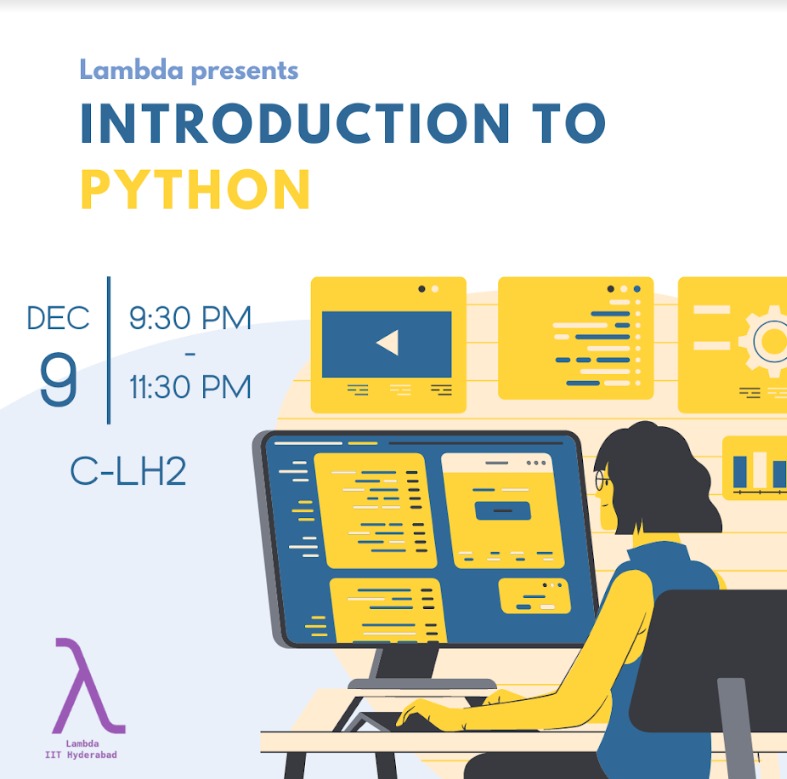 Lambda presents
INTRODUCTION TO
PYTHON
DEC
9
9:30 PM
-
11:30 PM
C-LH2
λ
Lambda
IIT Hyderabad